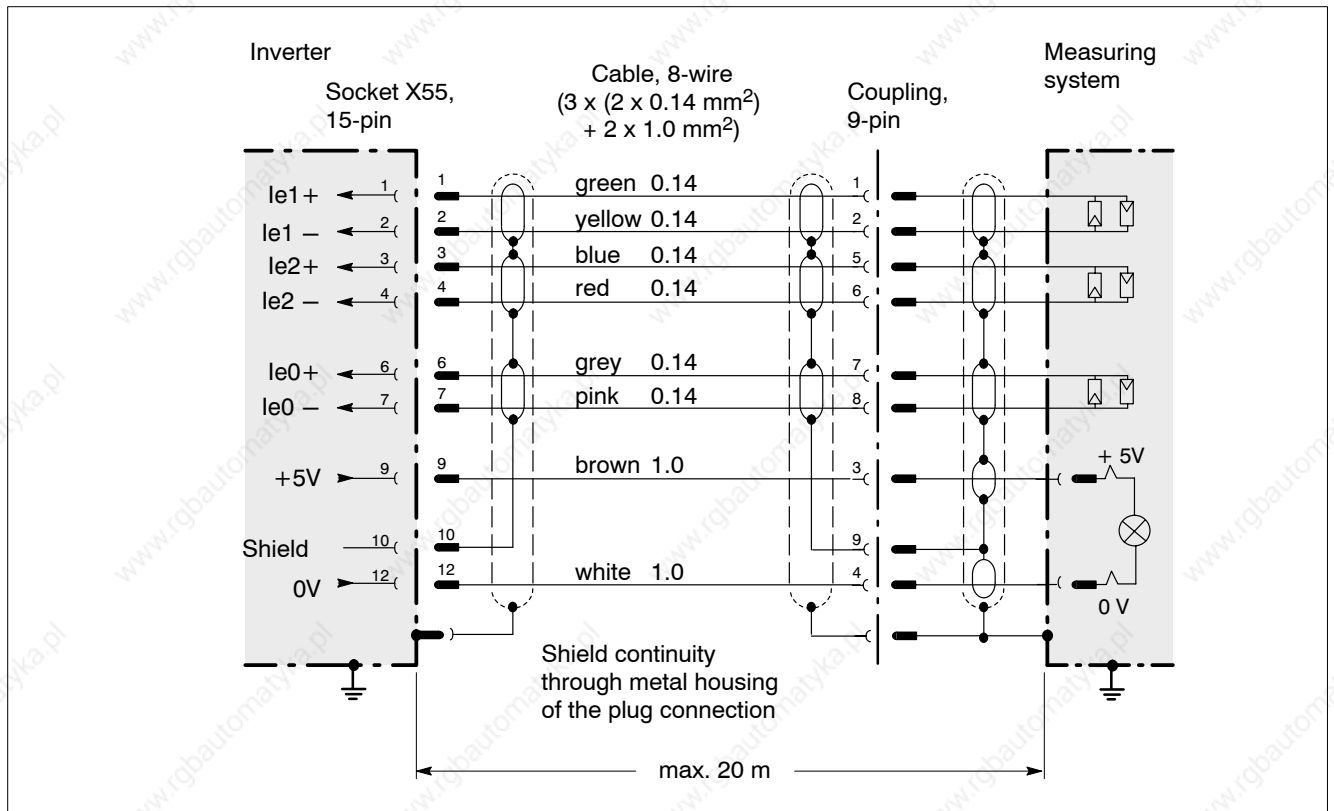 Inverter
Measuring
system
Cable, 8-wire
(3 x (2 x 0.14 mm²)
+ 2 x 1.0 mm²)
Socket X55,
15-pin
Coupling,
9-pin
Ie1 + 1 1 green 0.14 1
Ie1 – 2 2 yellow 0.14 2
Ie2+ 3 3 blue 0.14 5
Ie2 – 4 4 red 0.14 6
Ie0+ 6 6 grey 0.14 7
Ie0 – 7 7 pink 0.14 8
+5V 9 9 brown 1.0 3 + 5V
Shield 10 10 9
0V 12 12 white 1.0 4 0 V
Shield continuity
through metal housing
of the plug connection
max. 20 m
www.rgbautomatyka.pl